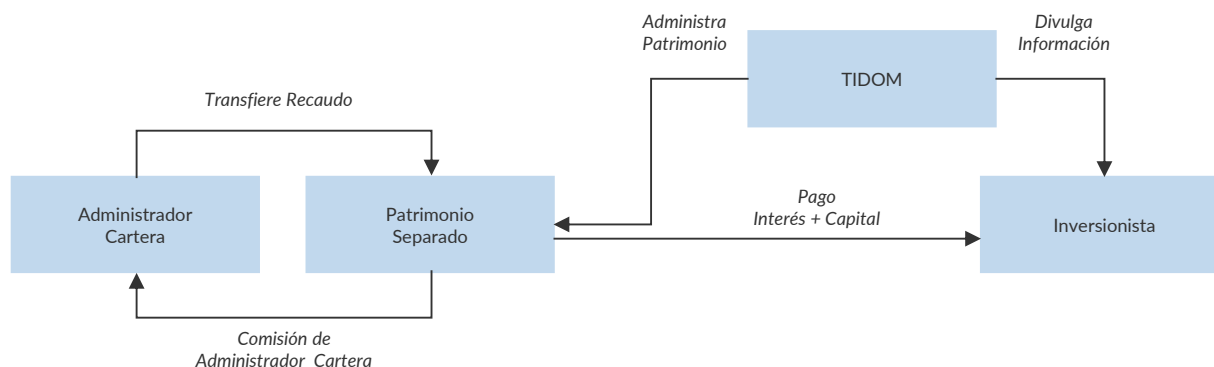 Administra
Patrimonio
Divulga
Información
TIDOM
Transfiere Recaudo
Administrador
Cartera
Patrimonio
Separado
Pago
Interés + Capital
Inversionista
Comisión de
Administrador Cartera